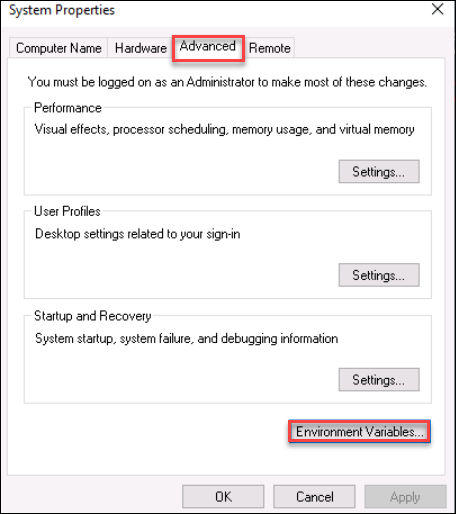 System Properties
Computer Name Hardware Advanced Remote
You must be logged on as an Administrator to make most of these changes.
Performance
Visual effects, processor scheduling, memory usage, and virtual memory
Settings...
User Profiles
Desktop settings related to your sign-in
Settings...
Startup and Recovery
System startup, system failure, and debugging information
Settings...
Environment Variables...
OK Cancel Apply